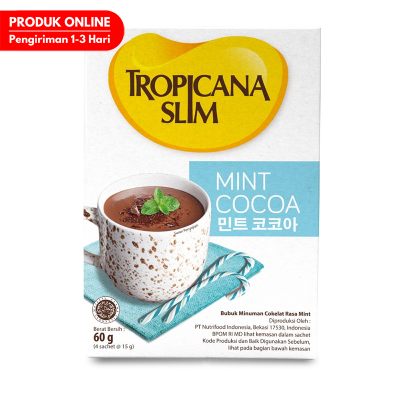 PRODUK ONLINE
Pengiriman 1-3 Hari
TROPICANA
SLIM
MINT
COCOA
민트 코코아
Berat Bersih :
60 g
(4 sachet @ 15 g)
Bubuk Minuman Cokelat Rasa Mint
Diproduksi Oleh :
PT Nutrifood Indonesia, Bekasi 17530, Indonesia
BPOM RI MD lihat kemasan dalam sachet
Kode Produksi dan Baik Digunakan Sebelum,
lihat pada bagian bawah kemasan